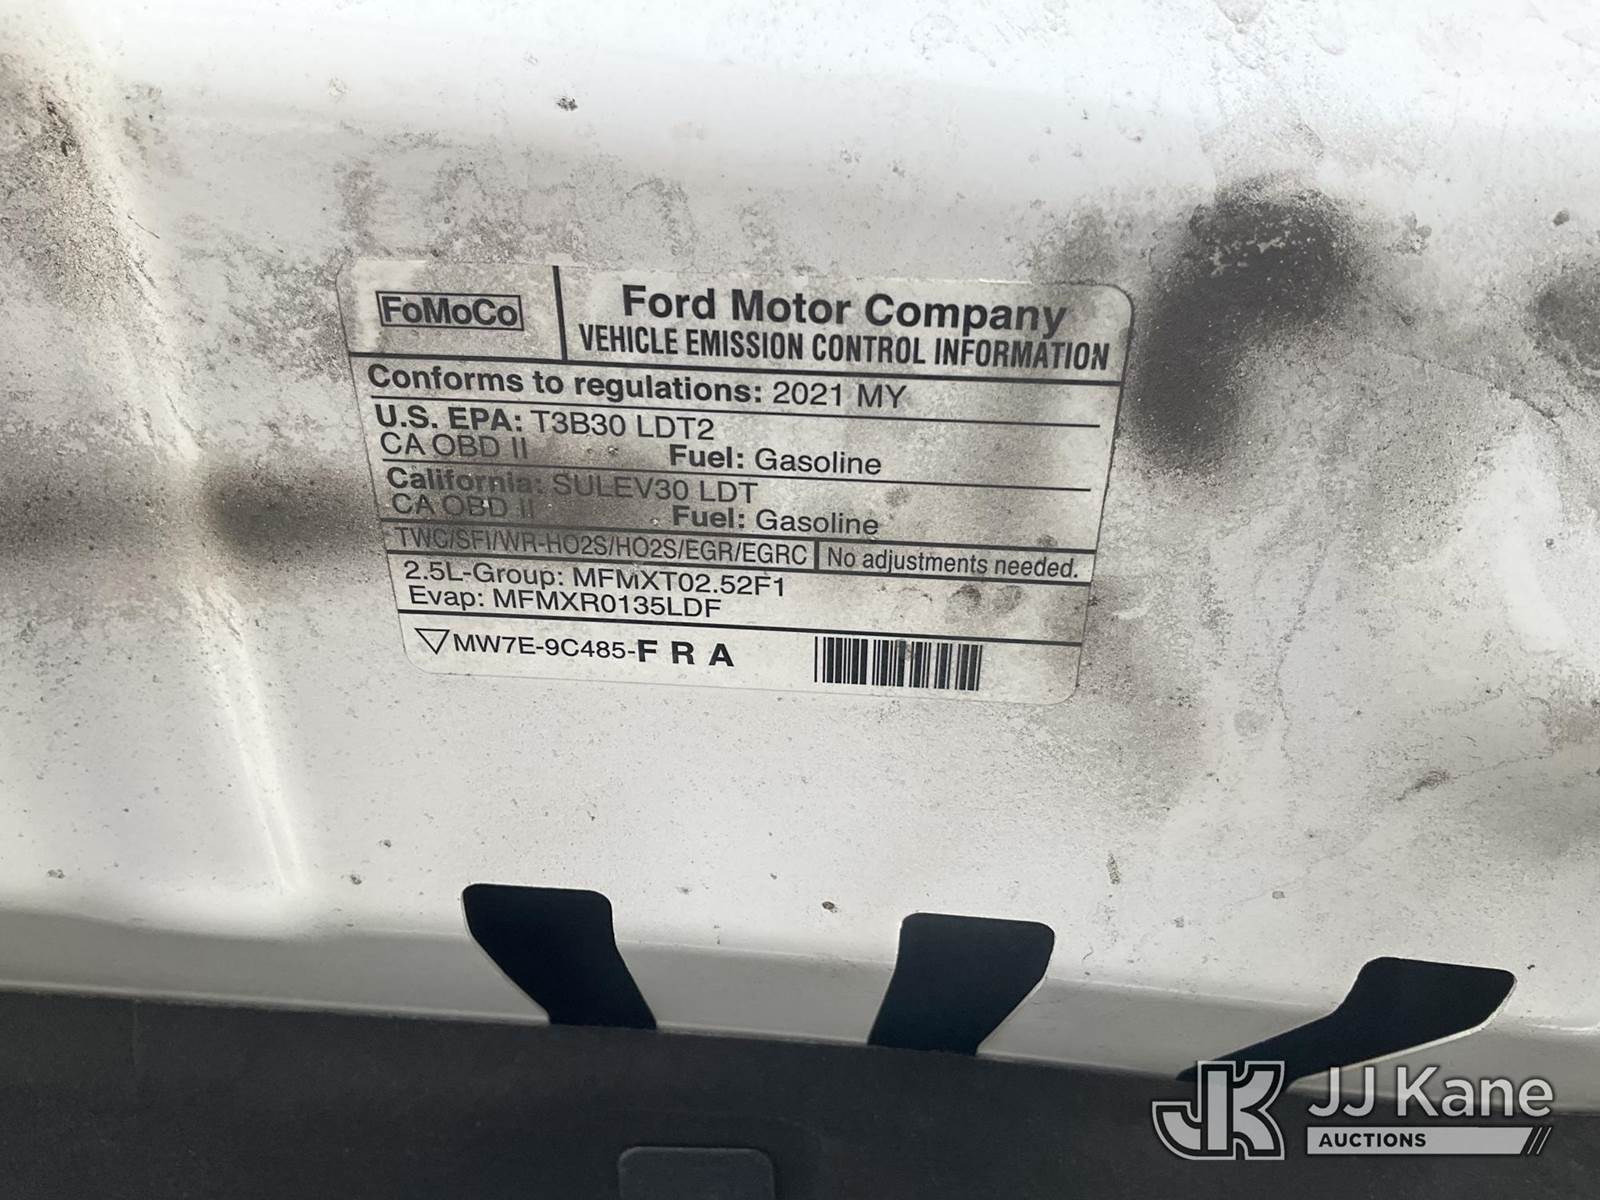 FoMoCo
Ford Motor Company
VEHICLE EMISSION CONTROL INFORMATION
Conforms to regulations: 2021 MY
U.S. EPA: T3B30 LDT2
CA OBD II Fuel: Gasoline
California: SULEV30 LDT
CA OBD II Fuel: Gasoline
TWC/SFI/WR-HO2S/HO2S/EGR/EGRC No adjustments needed.
2.5L-Group: MFMXT02.52F1
Evap: MFMXR0135LDF
MW7E-9C485-F R A
JK JJ Kane
AUCTIONS